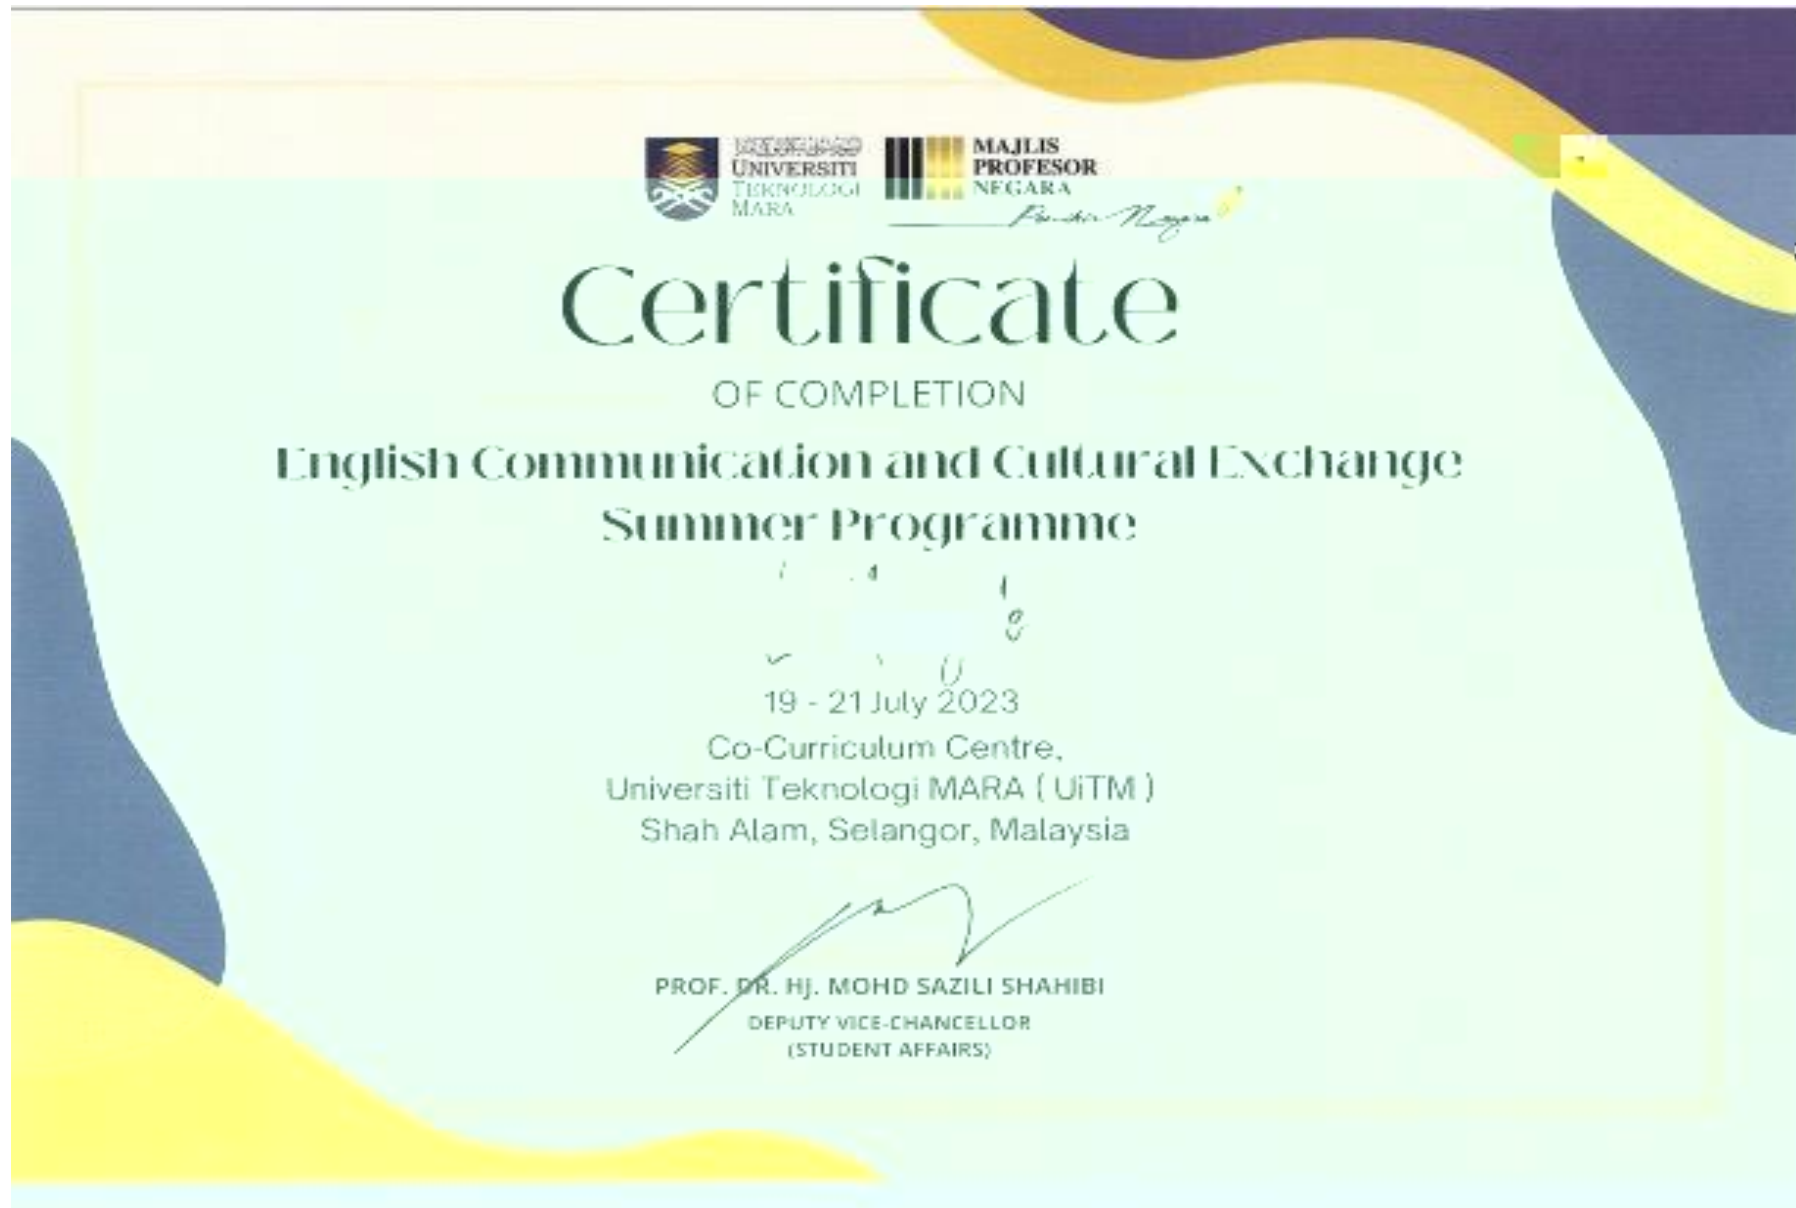 UNIVERSITI
TEKNOLOGI
MARA
MAJLIS
PROFESOR
NEGARA
Certificate
OF COMPLETION
English Communication and Cultural Exchange
Summer Programme
19 - 21 July 2023
Co-Curriculum Centre,
Universiti Teknologi MARA ( UiTM )
Shah Alam, Selangor, Malaysia
PROF. DR. HJ. MOHD SAZILI SHAHIBI
DEPUTY VICE-CHANCELLOR
(STUDENT AFFAIRS)